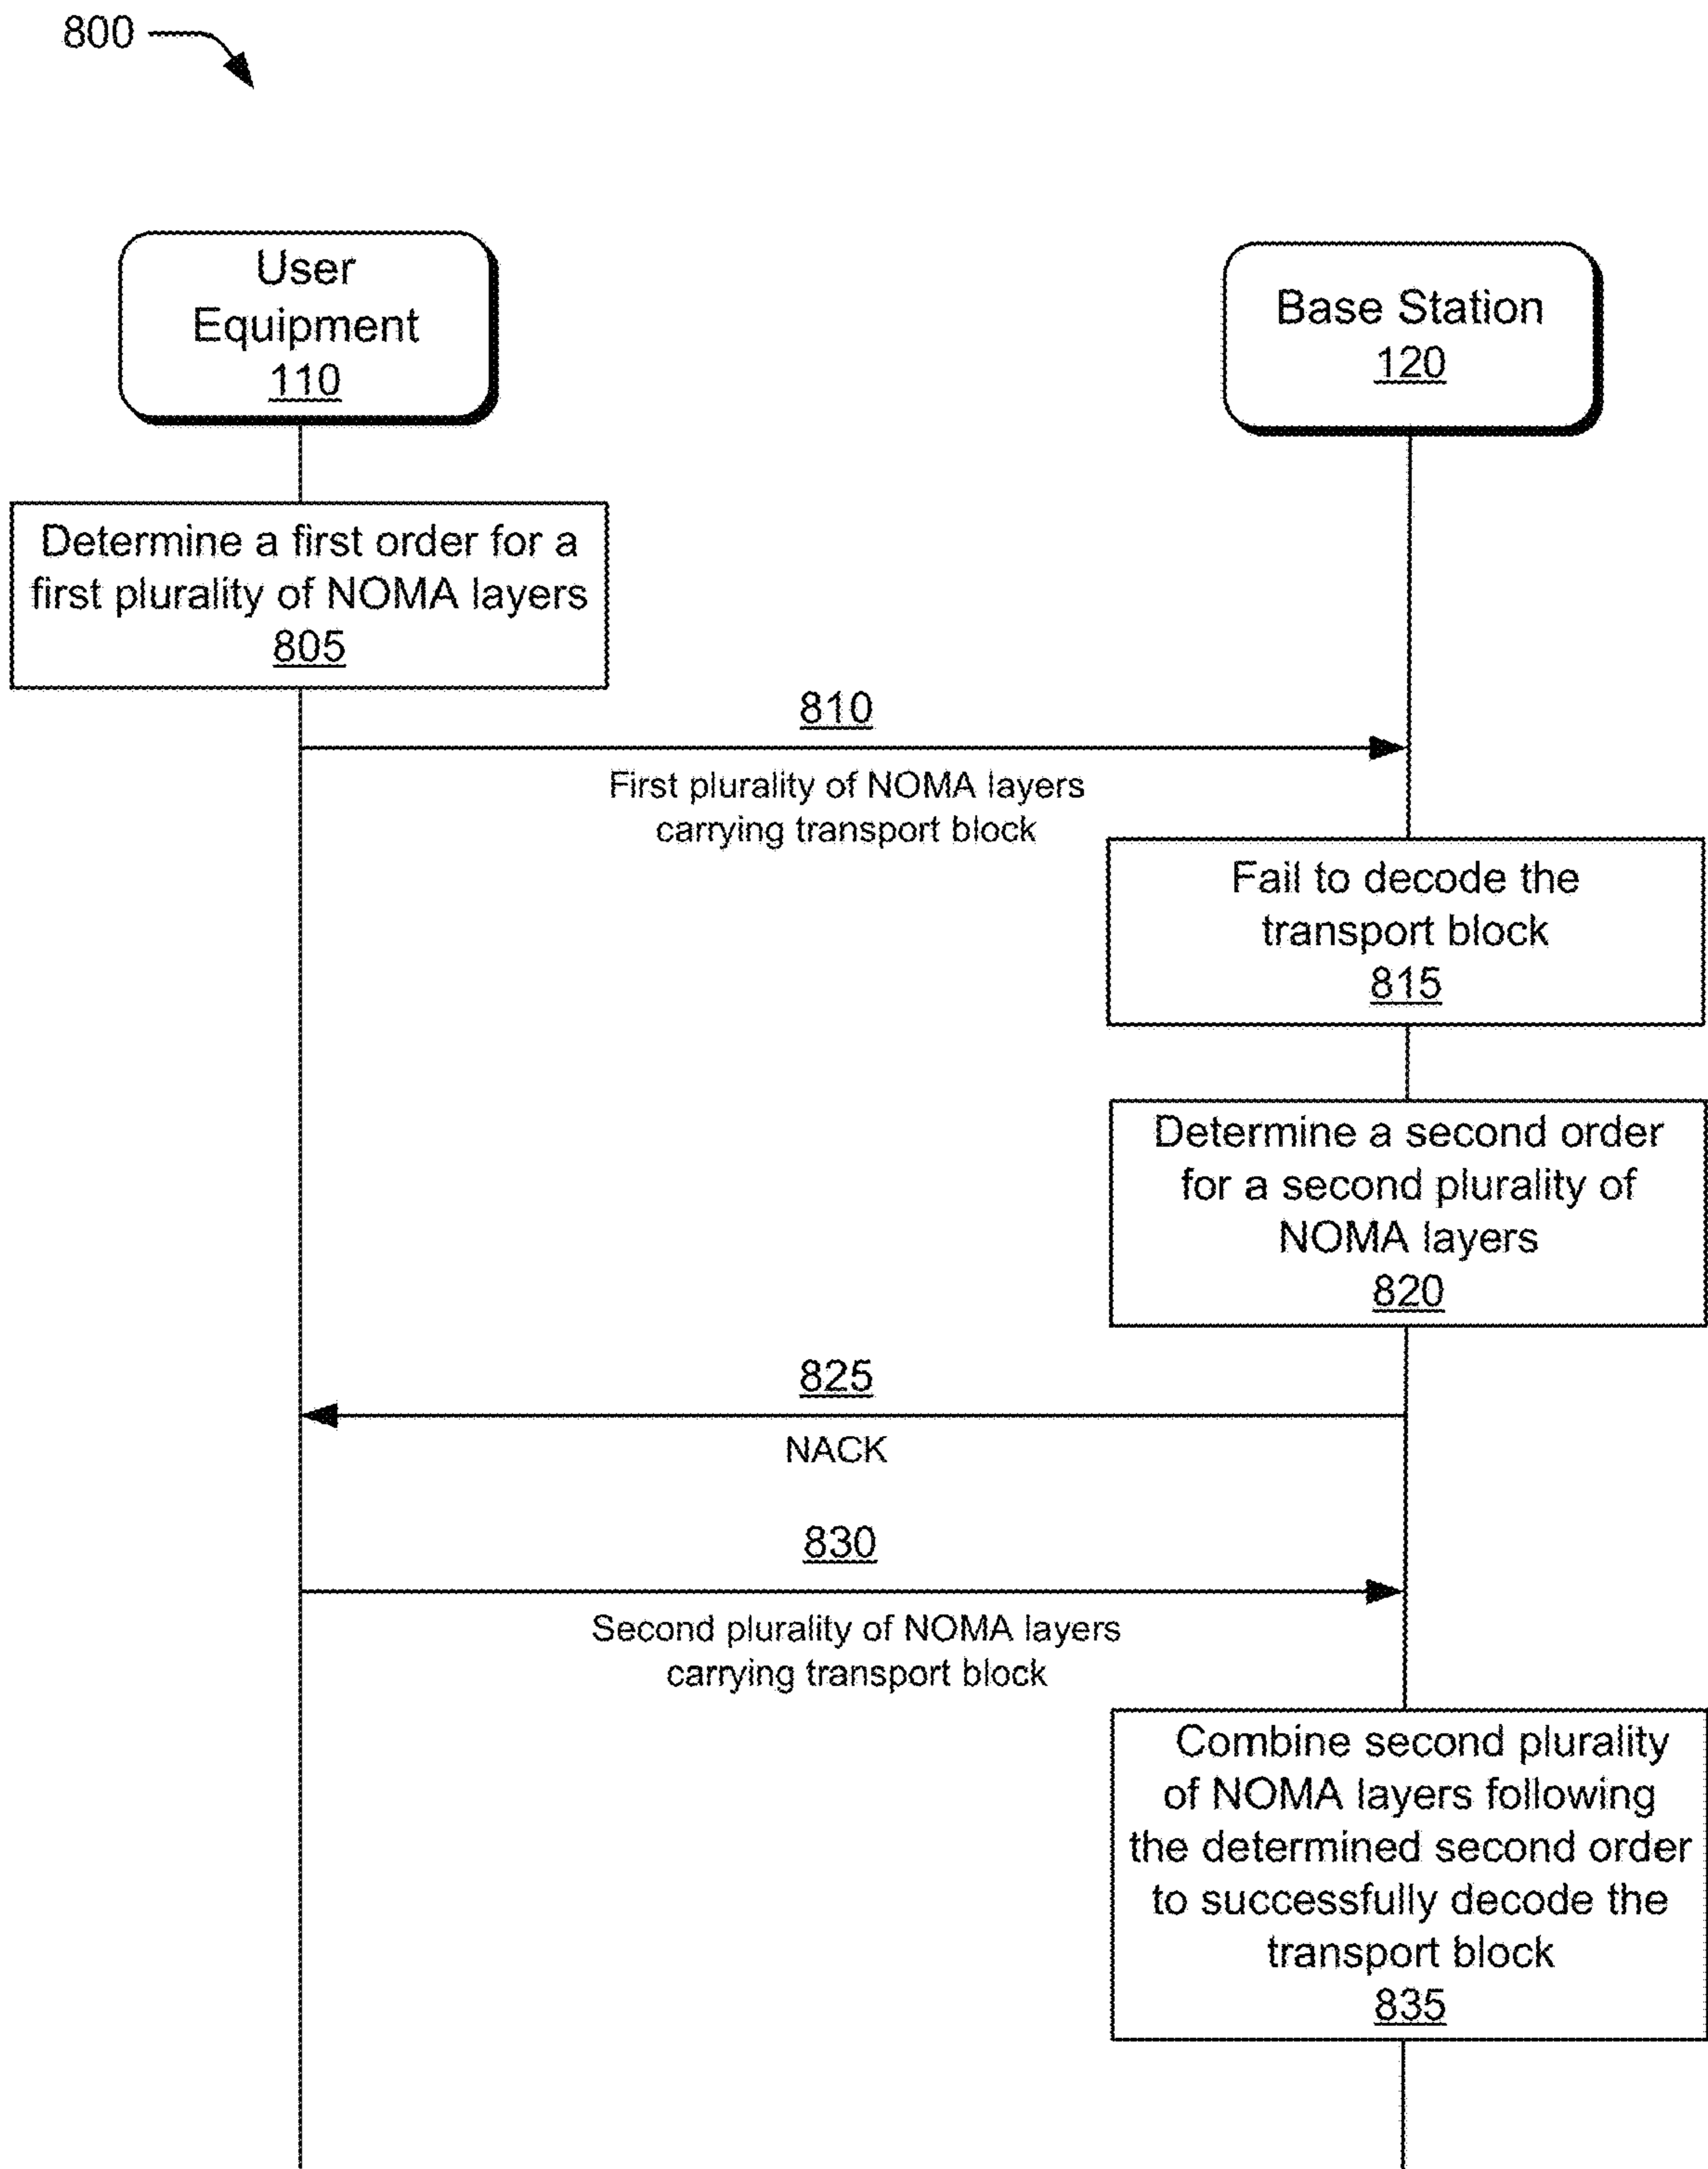 800
User
Equipment
110
Base Station
120
Determine a first order for a
first plurality of NOMA layers
805
810
First plurality of NOMA layers
carrying transport block
Fail to decode the
transport block
815
Determine a second order
for a second plurality of
NOMA layers
820
825
NACK
830
Second plurality of NOMA layers
carrying transport block
Combine second plurality
of NOMA layers following
the determined second order
to successfully decode the
transport block
835